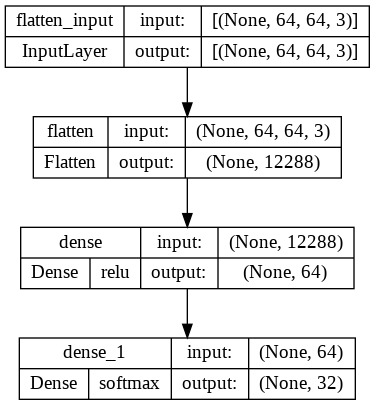 flatten_input input: [(None, 64, 64, 3)]
InputLayer output: [(None, 64, 64, 3)]
flatten input: (None, 64, 64, 3)
Flatten output: (None, 12288)
dense input: (None, 12288)
Dense relu output: (None, 64)
dense_1 input: (None, 64)
Dense softmax output: (None, 32)